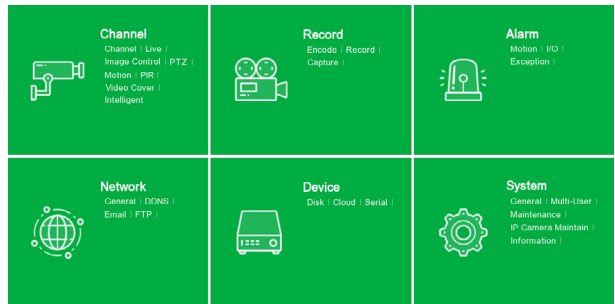 Channel
Channel | Live |
Image Control | PTZ |
Motion | PIR |
Video Cover |
Intelligent
Record
Encode | Record |
Capture |
Alarm
Motion | I/O |
Exception |
Network
General | DDNS |
Email | FTP |
Device
Disk | Cloud | Serial |
System
General | Multi-User |
Maintenance |
IP Camera Maintain |
Information |